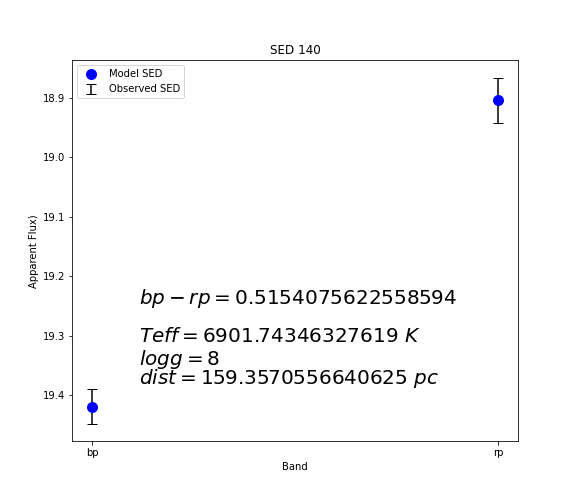 SED 140
Model SED
Observed SED
18.9
19.0
19.1
19.2
19.3
19.4
Apparent Flux)
bp − rp = 0.5154075622558594
Teff = 6901.74346327619 K
logg = 8
dist = 159.3570556640625 pc
bp
rp
Band